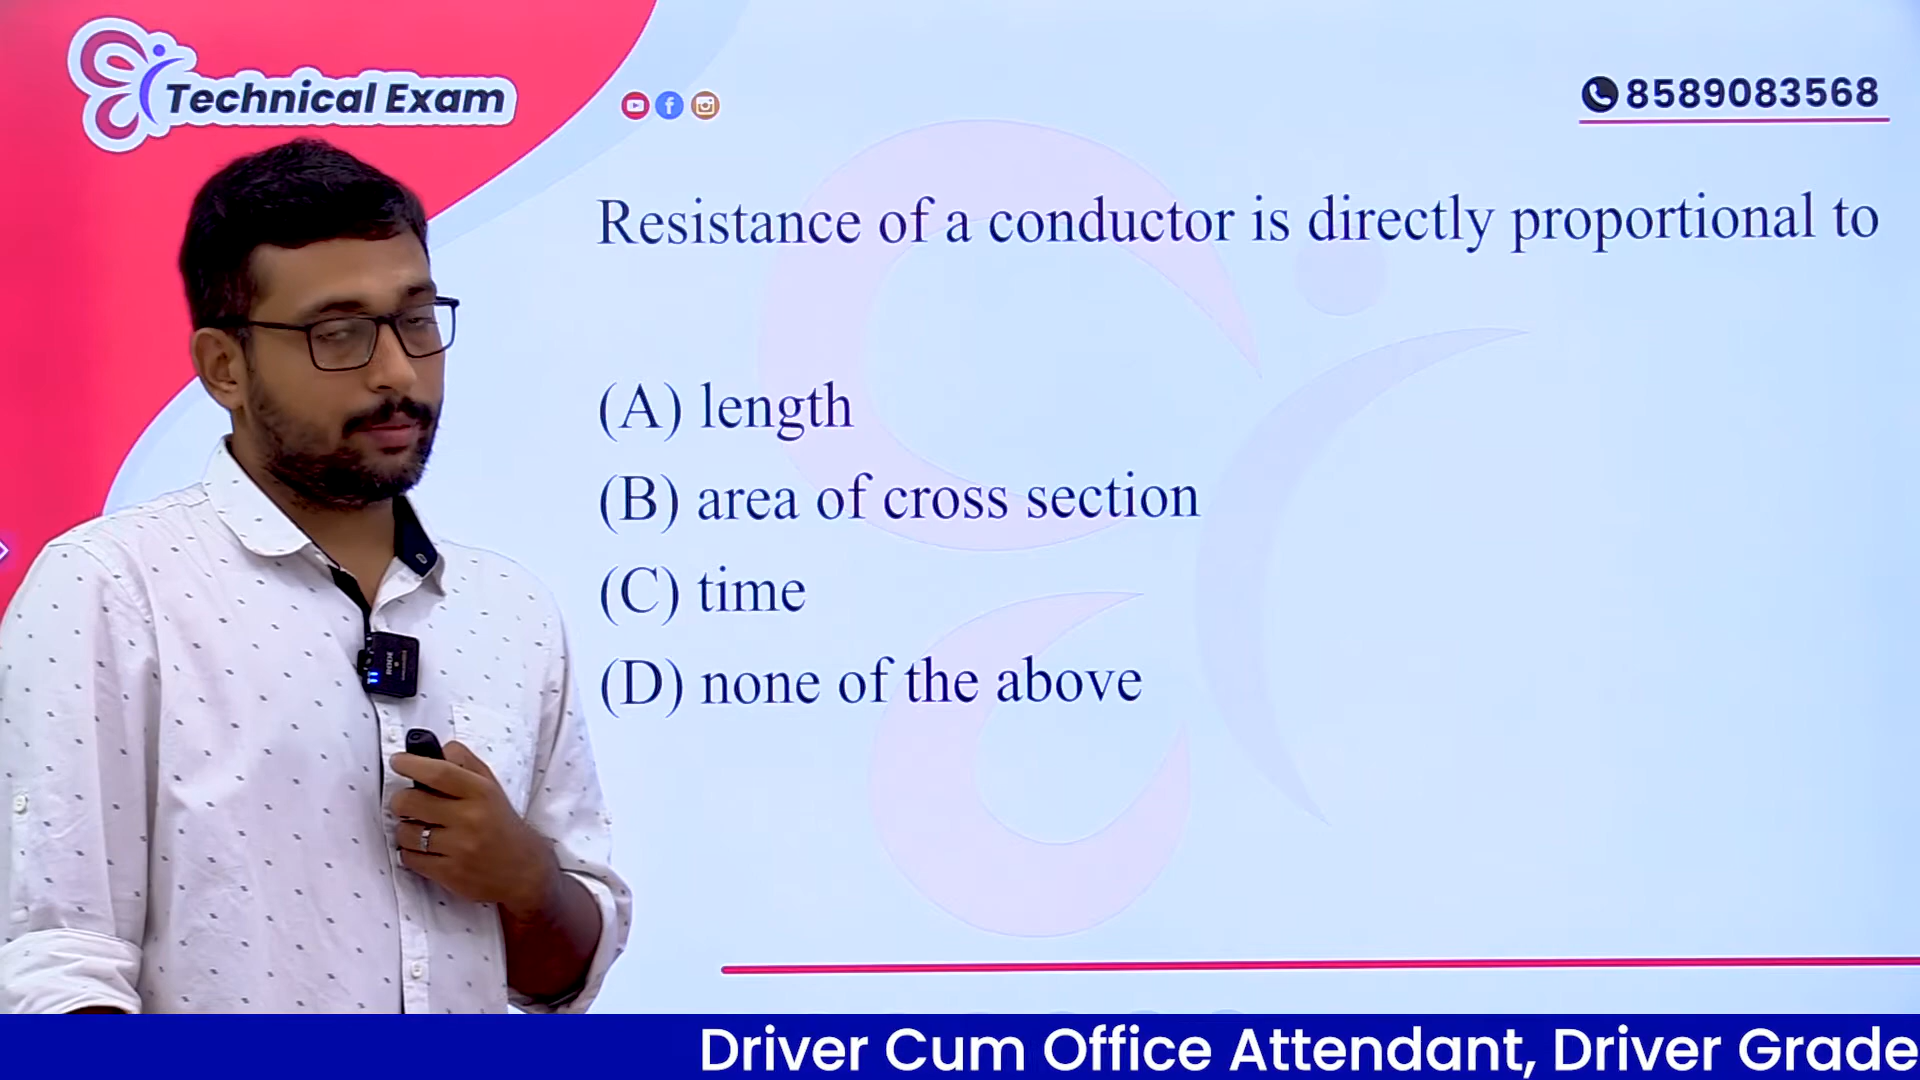 Technical Exam
8589083568
Resistance of a conductor is directly proportional to
(A) length
(B) area of cross section
(C) time
(D) none of the above
Driver Cum Office Attendant, Driver Grade